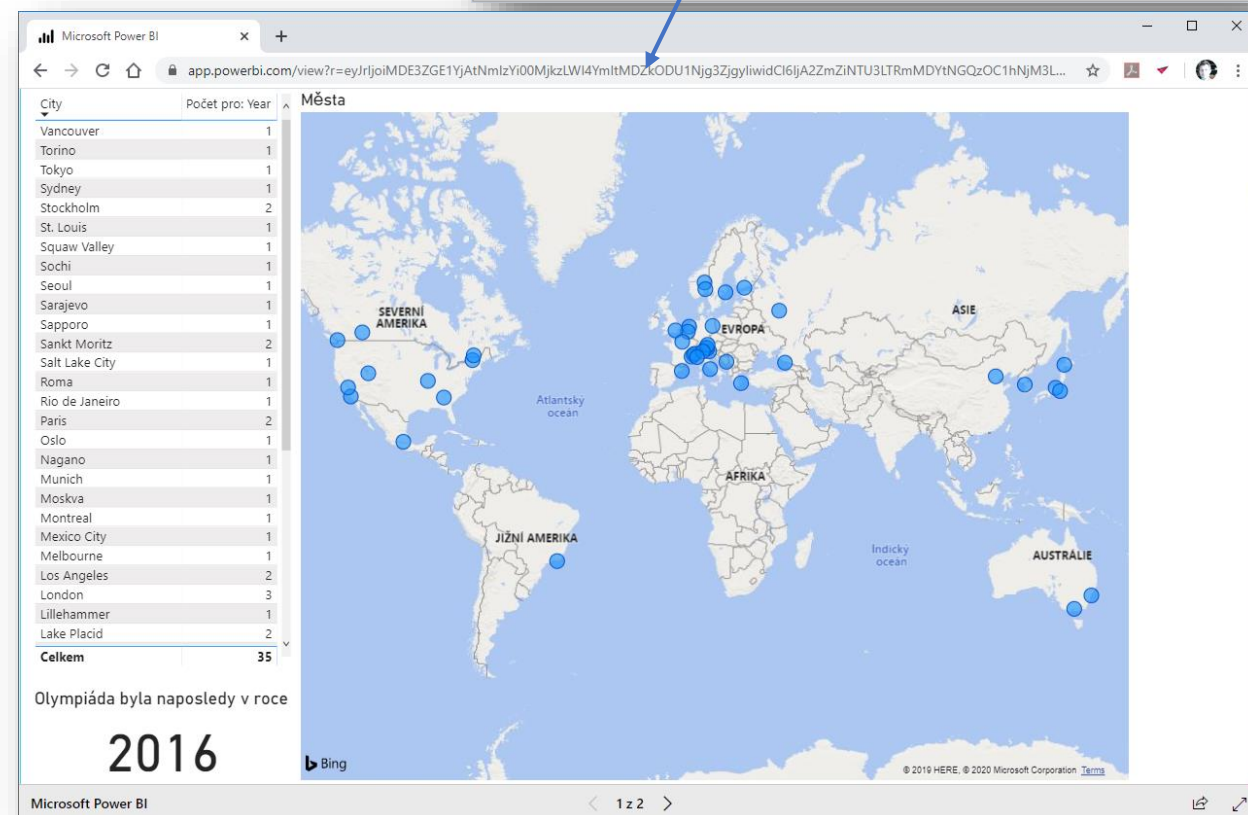 Microsoft Power BI
app.powerbi.com/view?r=eyJrIjoiMDE3ZGE1YjAtNmIzYi00MjkzLWI4YmItMDZkODU1Njg3ZjgyIiwidCI6IjA2ZmZiNTU3LTRmMDYtNGQzOC1hNjM3L...
City Počet pro: Year
Vancouver 1
Torino 1
Tokyo 1
Sydney 1
Stockholm 2
St. Louis 1
Squaw Valley 1
Sochi 1
Seoul 1
Sarajevo 1
Sapporo 1
Sankt Moritz 2
Salt Lake City 1
Roma 1
Rio de Janeiro 1
Paris 2
Oslo 1
Nagano 1
Munich 1
Moskva 1
Montreal 1
Mexico City 1
Melbourne 1
Los Angeles 2
London 3
Lillehammer 1
Lake Placid 2
Celkem 35
Olympiáda byla naposledy v roce
2016
Města
SEVERNÍ
AMERIKA
EVROPA
ASIE
Atlantský
oceán
AFRIKA
JIŽNÍ AMERIKA
Indický
oceán
AUSTRÁLIE
Bing
© 2019 HERE, © 2020 Microsoft Corporation Terms
Microsoft Power BI
1 z 2